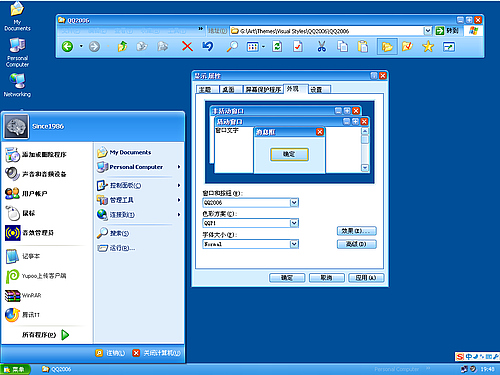 My Documents
Personal Computer
Networking
QQ2006
地址(D)
G:\Art\Themes\Visual Styles\QQ2006\QQ2006
转到
Since1986
添加或删除程序
声音和音频设备
用户帐户
鼠标
音效管理员
记事本
Yupoo上传客户端
WinRAR
腾讯TT
所有程序(P)
My Documents
Personal Computer
控制面板(C)
管理工具
连接到(T)
搜索(S)
运行(R)...
注销(L)
关闭计算机(U)
显示 属性
主题
桌面
屏幕保护程序
外观
设置
非活动窗口
活动窗口
窗口文字
消息框
确定
窗口和按钮(W):
QQ2006
色彩方案(C):
字体大小(F):
Normal
效果(E)...
高级(D)
确定
取消
应用(A)
菜单
QQ2006
Personal Computer
19:48